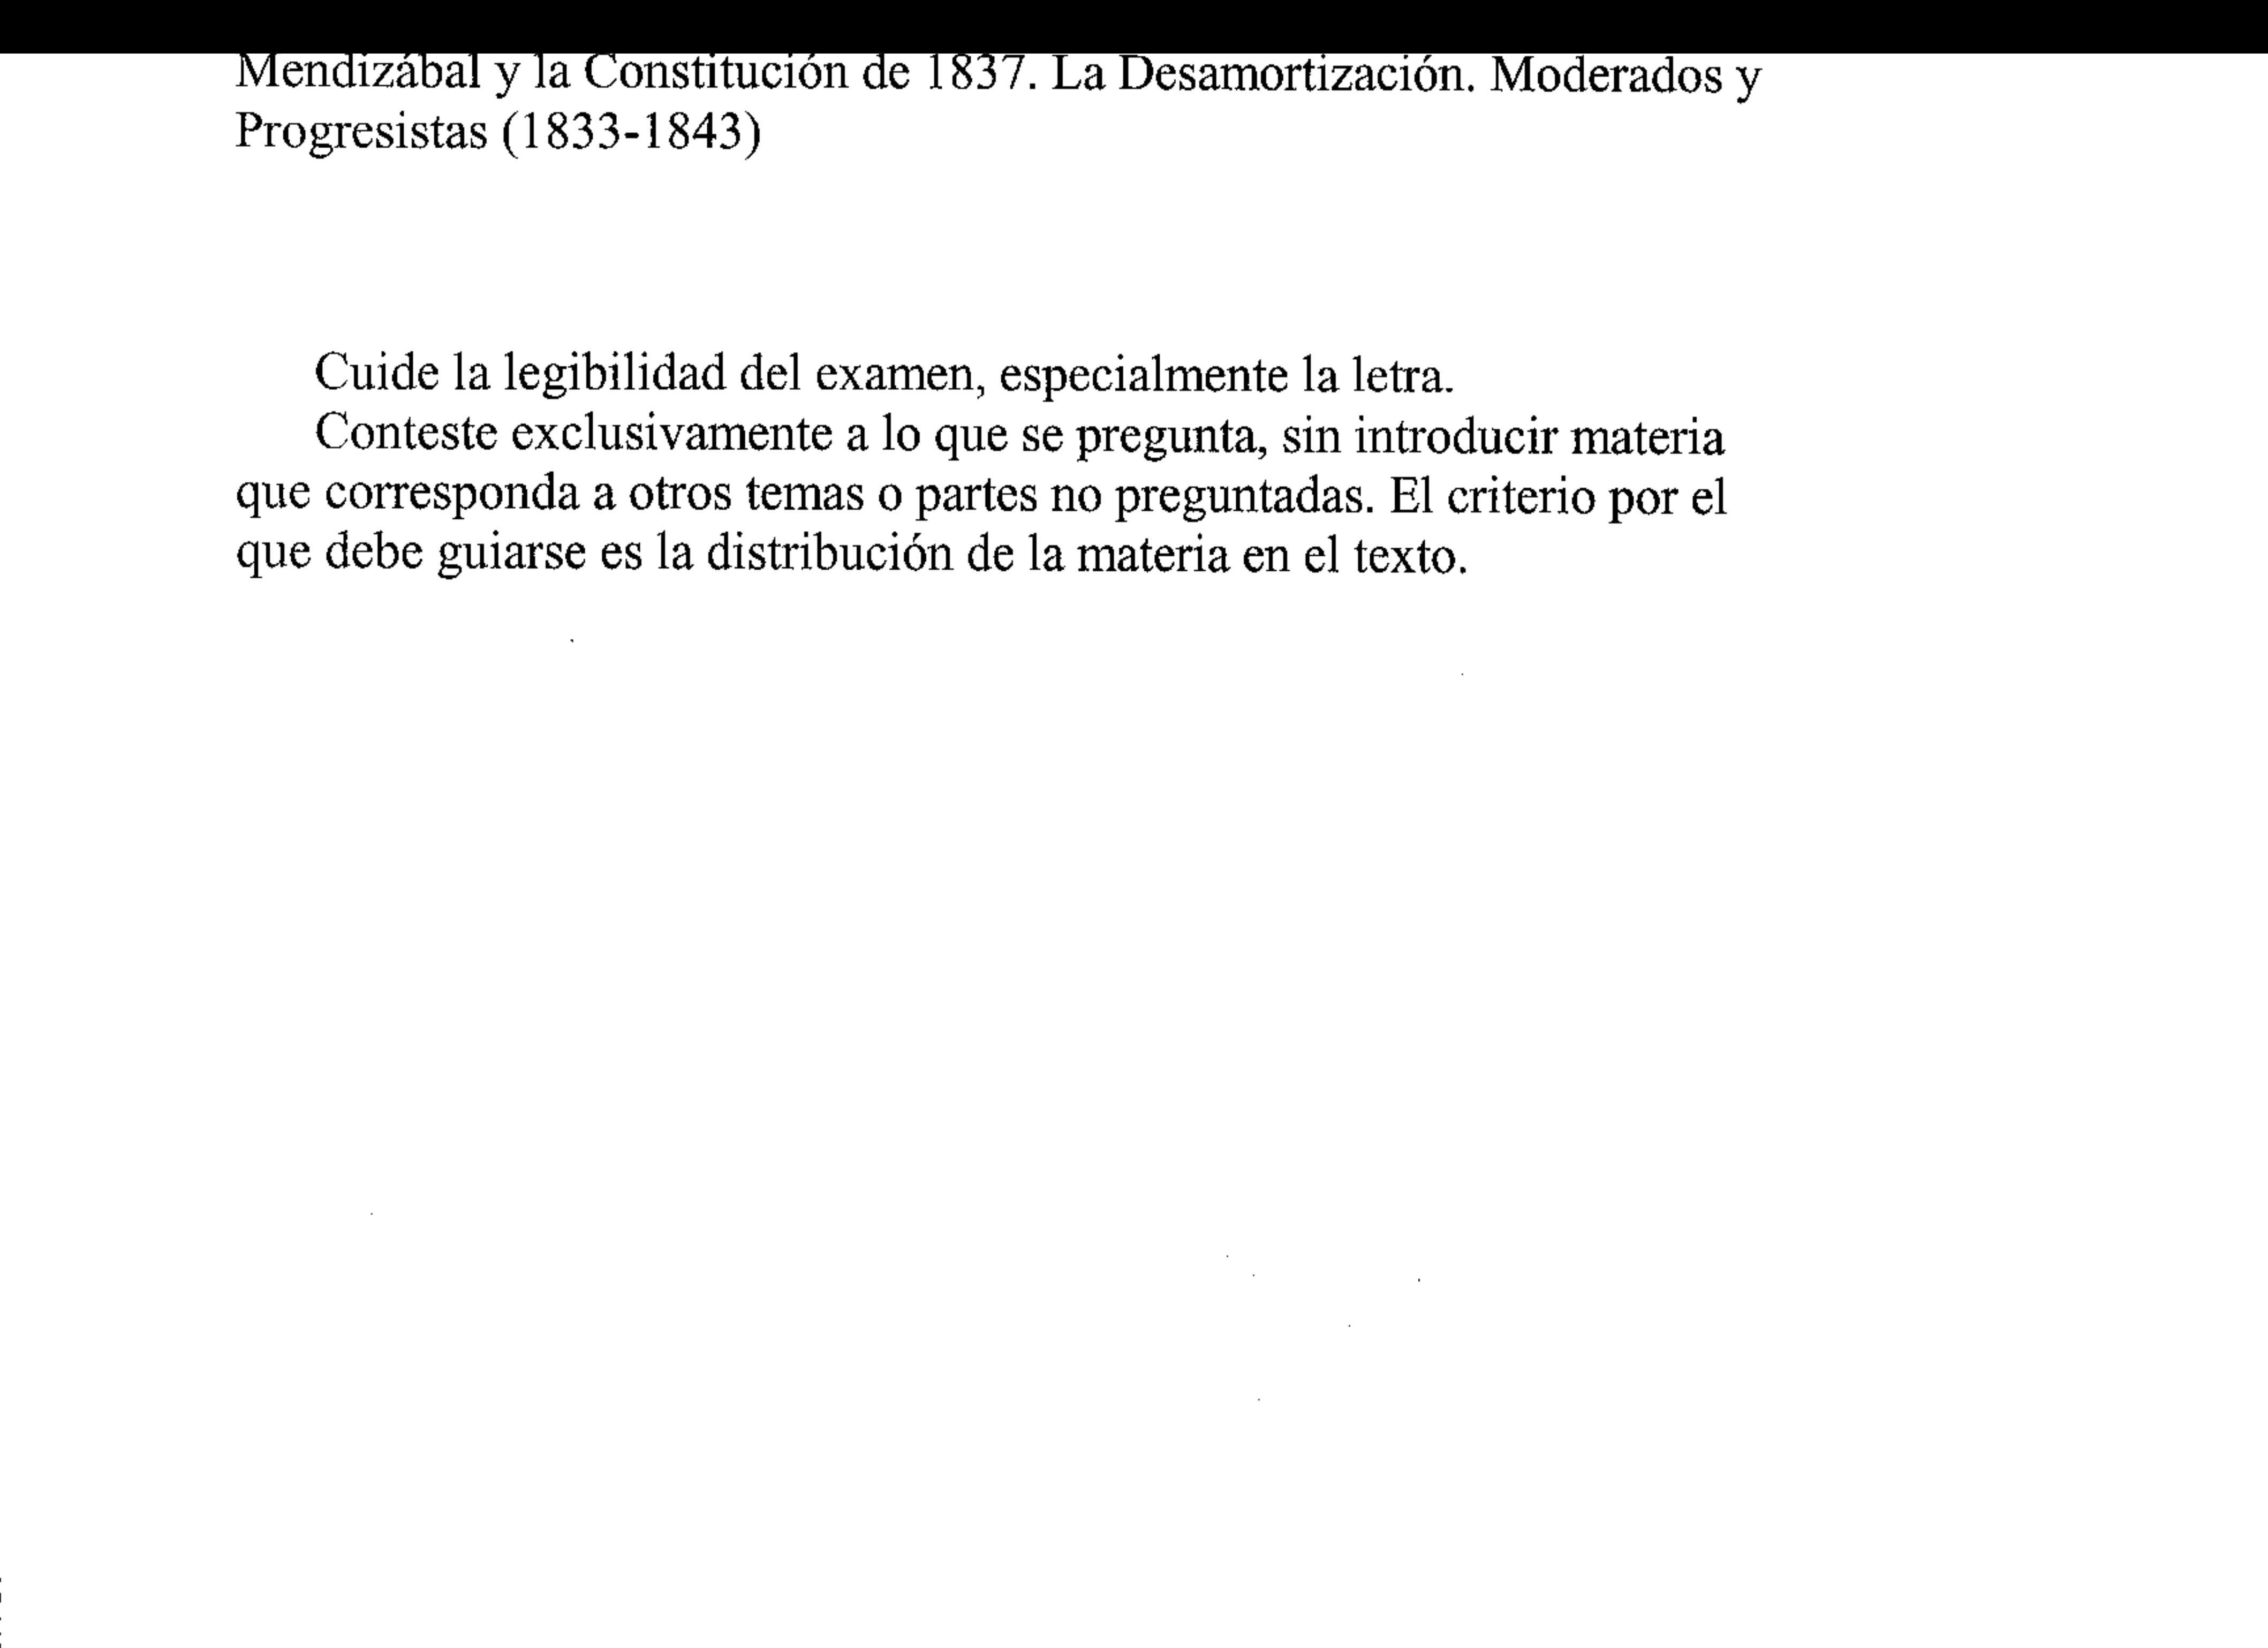 Mendizábal y la Constitución de 1837. La Desamortización. Moderados y
Progresistas (1833-1843)
Cuide la legibilidad del examen, especialmente la letra.
Conteste exclusivamente a lo que se pregunta, sin introducir materia
que corresponda a otros temas o partes no preguntadas. El criterio por el
que debe guiarse es la distribución de la materia en el texto.